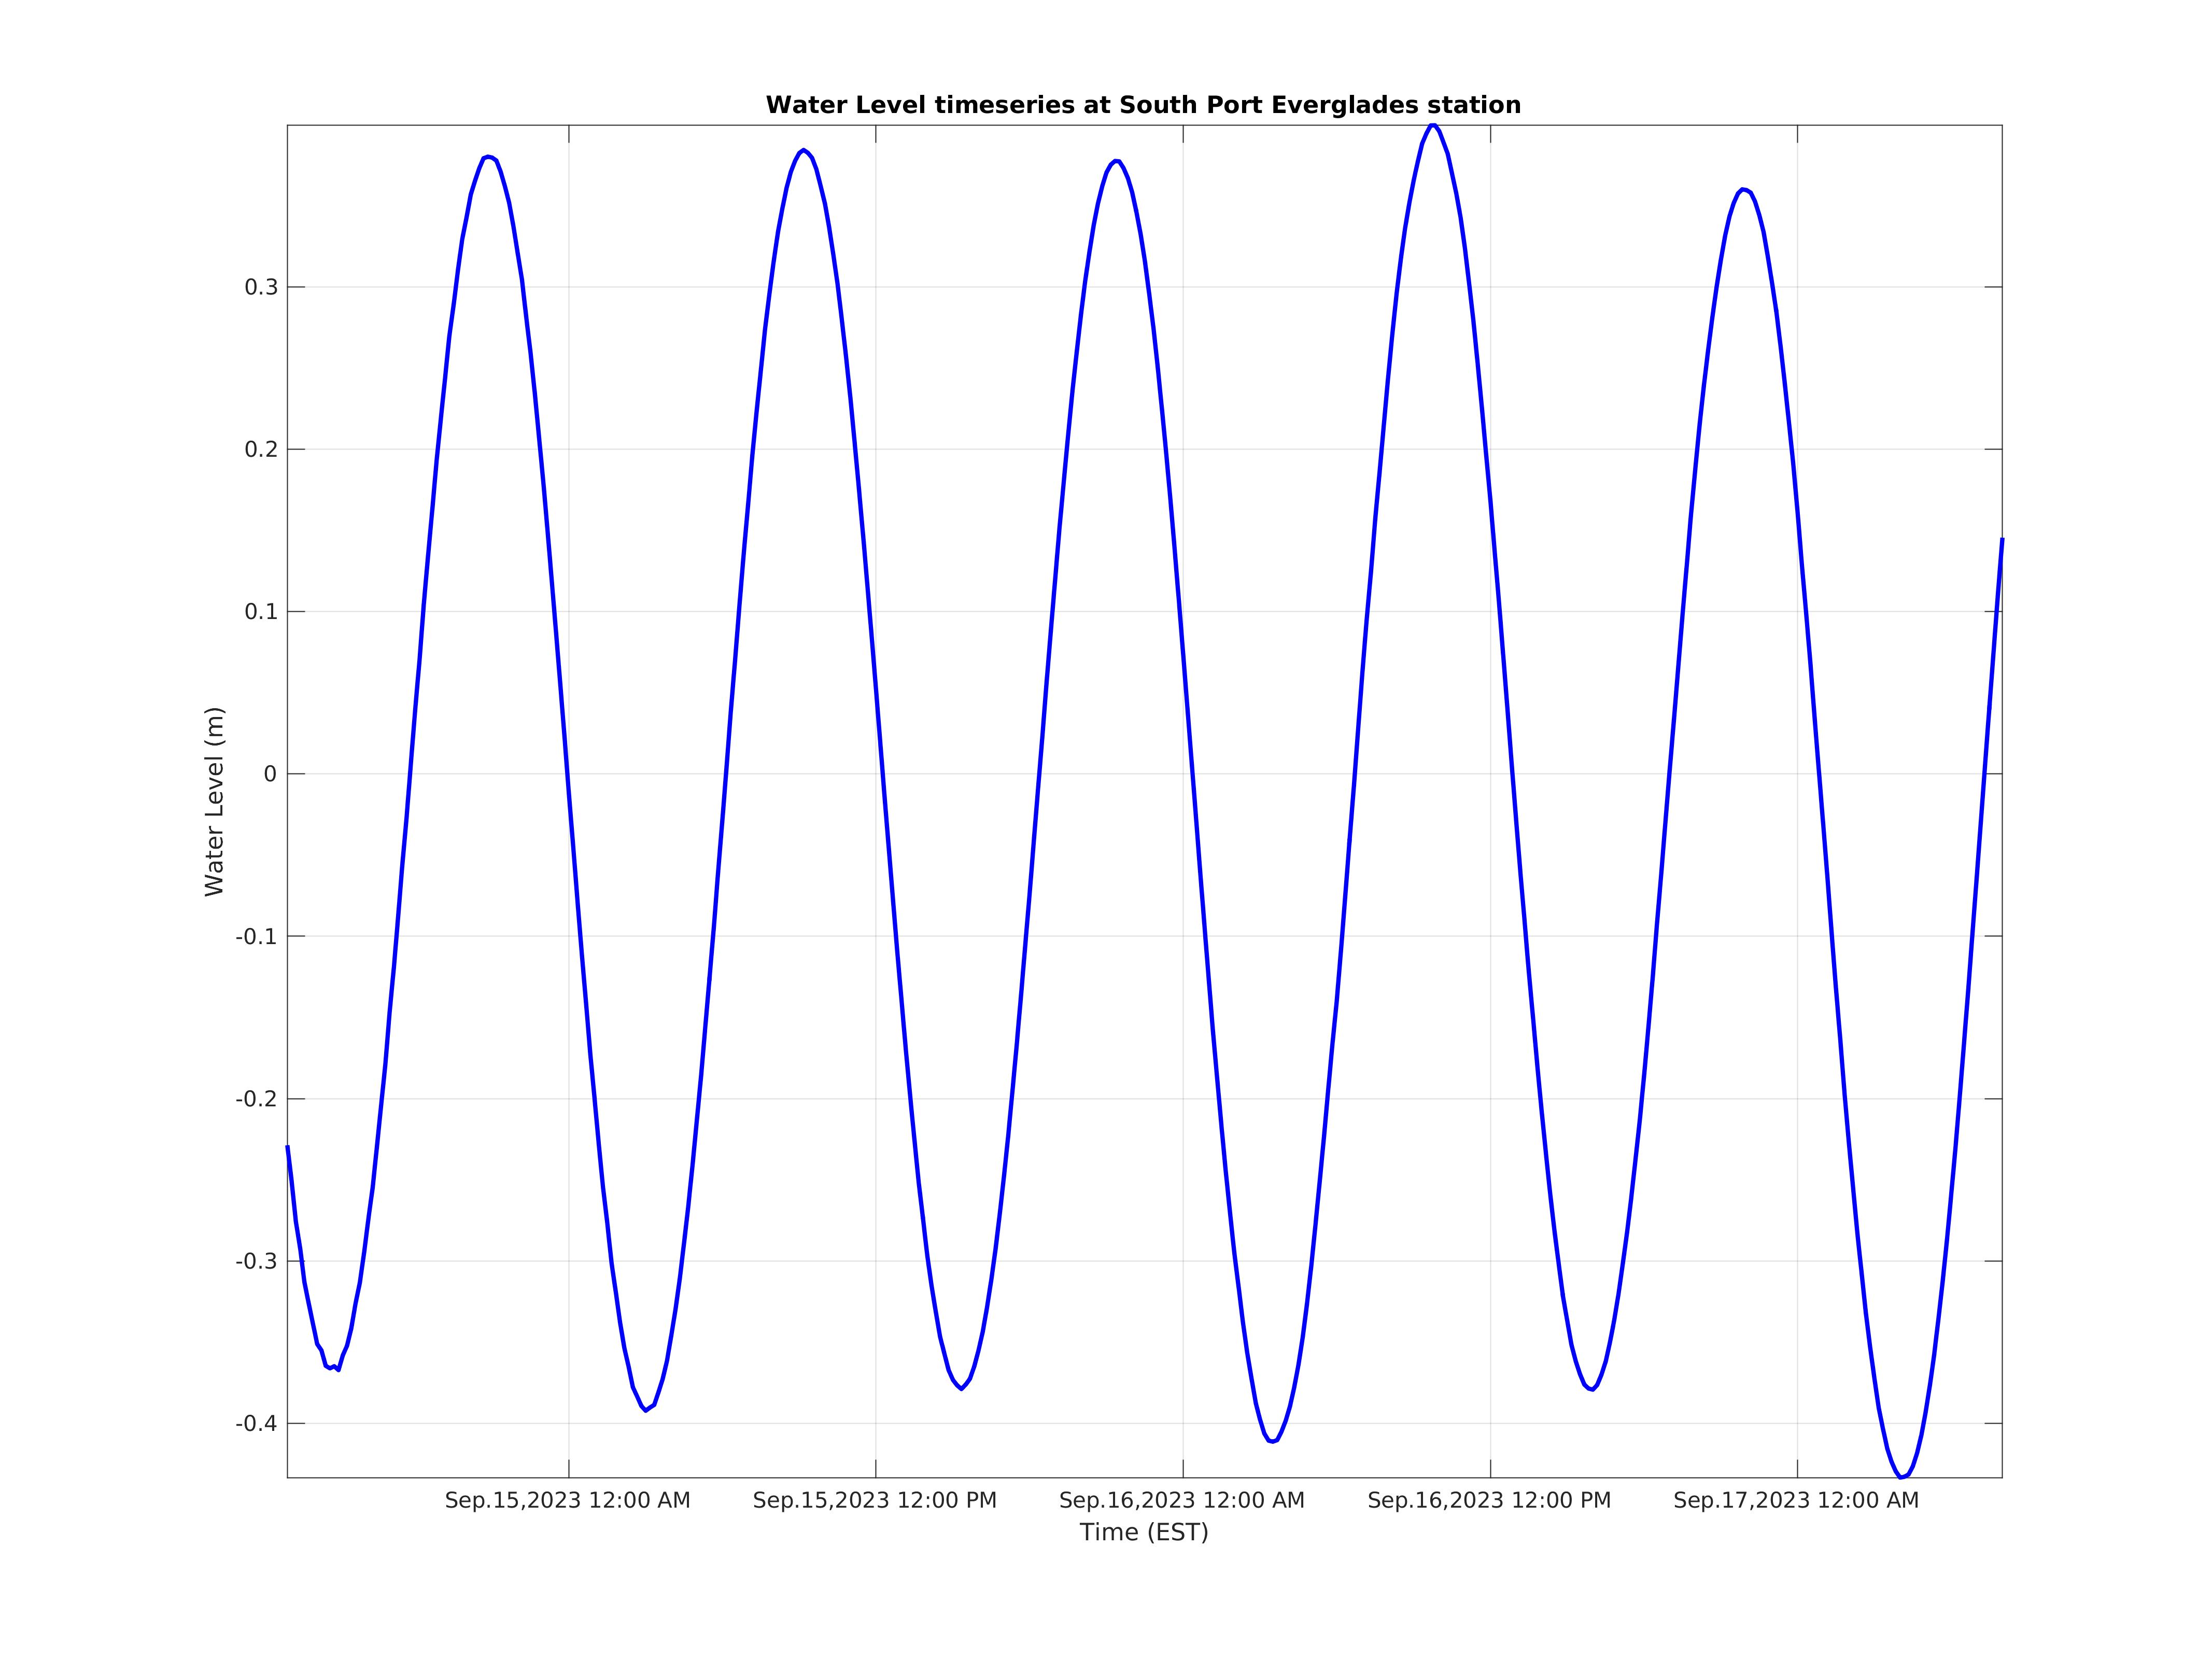 Water Level timeseries at South Port Everglades station
0.3
0.2
0.1
0
-0.1
-0.2
-0.3
-0.4
Water Level (m)
Sep.15,2023 12:00 AM
Sep.15,2023 12:00 PM
Sep.16,2023 12:00 AM
Sep.16,2023 12:00 PM
Sep.17,2023 12:00 AM
Time (EST)